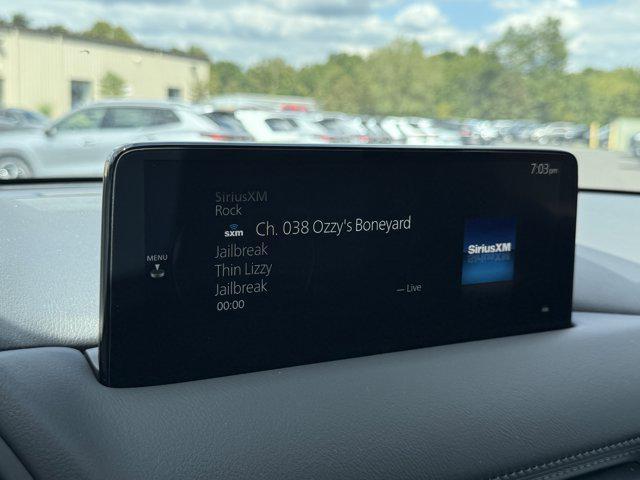 7:03pm
SiriusXM
Rock
sxm Ch. 038 Ozzy's Boneyard
Jailbreak
Thin Lizzy
Jailbreak
00:00
— Live
MENU
SiriusXM